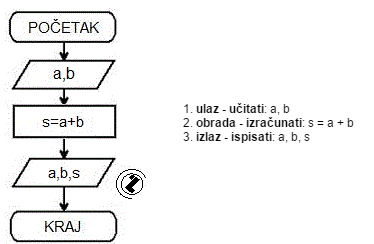 POČETAK
a,b
s=a+b
a,b,s
KRAJ
1. ulaz - učitati: a, b
2. obrada - izračunati: s = a + b
3. izlaz - ispisati: a, b, s